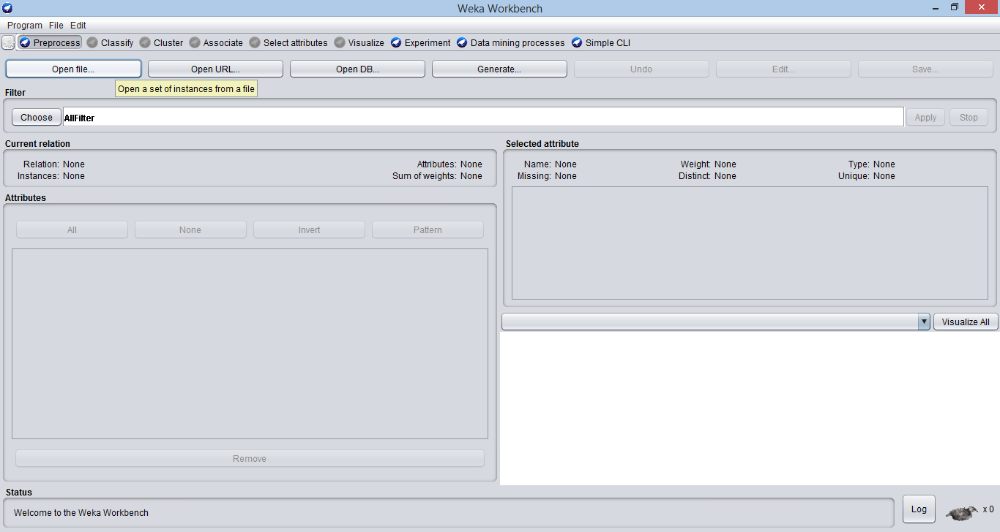 Weka Workbench
Program File Edit
Preprocess Classify Cluster Associate Select attributes Visualize Experiment Data mining processes Simple CLI
Open file... Open URL... Open DB... Generate... Undo Edit... Save...
Open a set of instances from a file
Filter
Choose AllFilter Apply Stop
Current relation
Relation: None Attributes: None
Instances: None Sum of weights: None
Selected attribute
Name: None Weight: None Type: None
Missing: None Distinct: None Unique: None
Attributes
All None Invert Pattern
Visualize All
Remove
Status
Welcome to the Weka Workbench
Log x 0